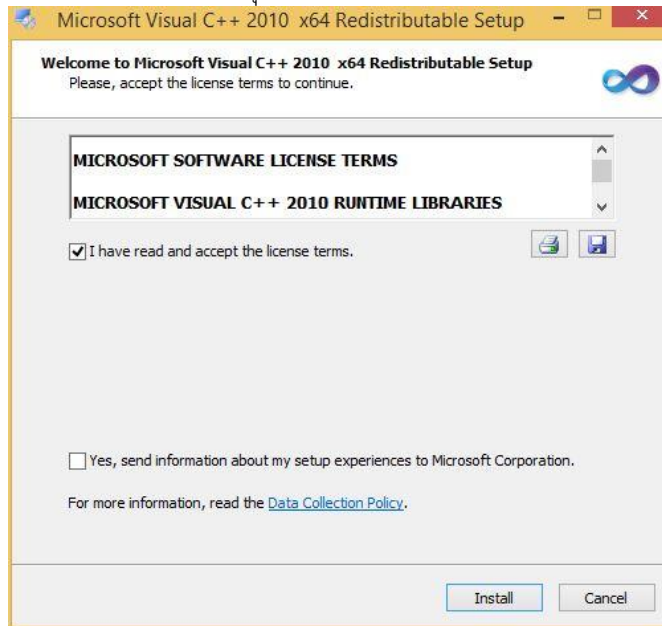 Microsoft Visual C++ 2010 x64 Redistributable Setup
Welcome to Microsoft Visual C++ 2010 x64 Redistributable Setup
Please, accept the license terms to continue.
MICROSOFT SOFTWARE LICENSE TERMS
MICROSOFT VISUAL C++ 2010 RUNTIME LIBRARIES
I have read and accept the license terms.
Yes, send information about my setup experiences to Microsoft Corporation.
For more information, read the Data Collection Policy.
Install Cancel